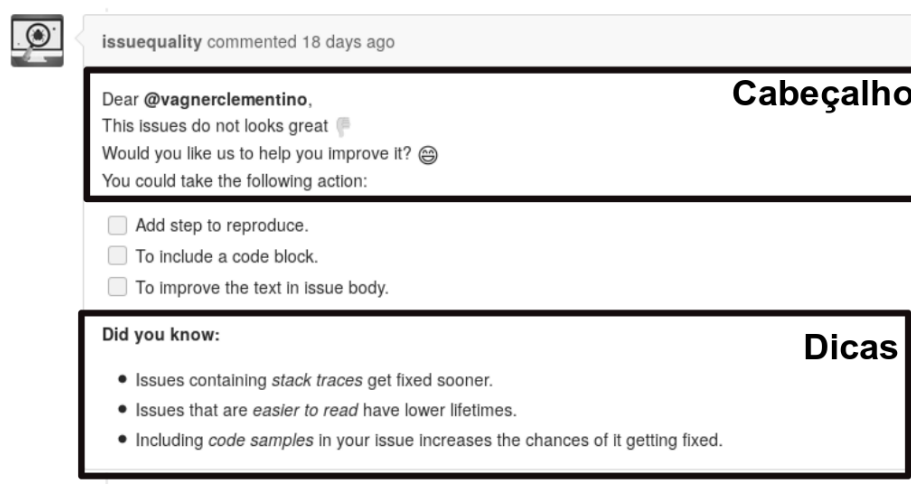 issuequality commented 18 days ago
Cabeçalho
Dear @vagnerclementino,
This issues do not looks great
Would you like us to help you improve it?
You could take the following action:
Add step to reproduce.
To include a code block.
To improve the text in issue body.
Dicas
Did you know:
Issues containing stack traces get fixed sooner.
Issues that are easier to read have lower lifetimes.
Including code samples in your issue increases the chances of it getting fixed.